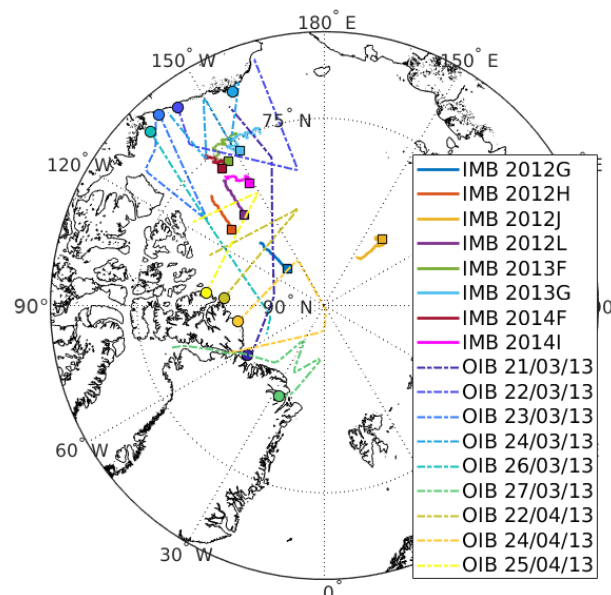 180° E
150° W
150° E
75° N
120° W
IMB 2012G
IMB 2012H
IMB 2012J
IMB 2012L
IMB 2013F
IMB 2013G
IMB 2014F
IMB 2014I
OIB 21/03/13
OIB 22/03/13
OIB 23/03/13
OIB 24/03/13
OIB 26/03/13
OIB 27/03/13
OIB 22/04/13
OIB 24/04/13
OIB 25/04/13
90°
90° N
60° W
30° W
0°